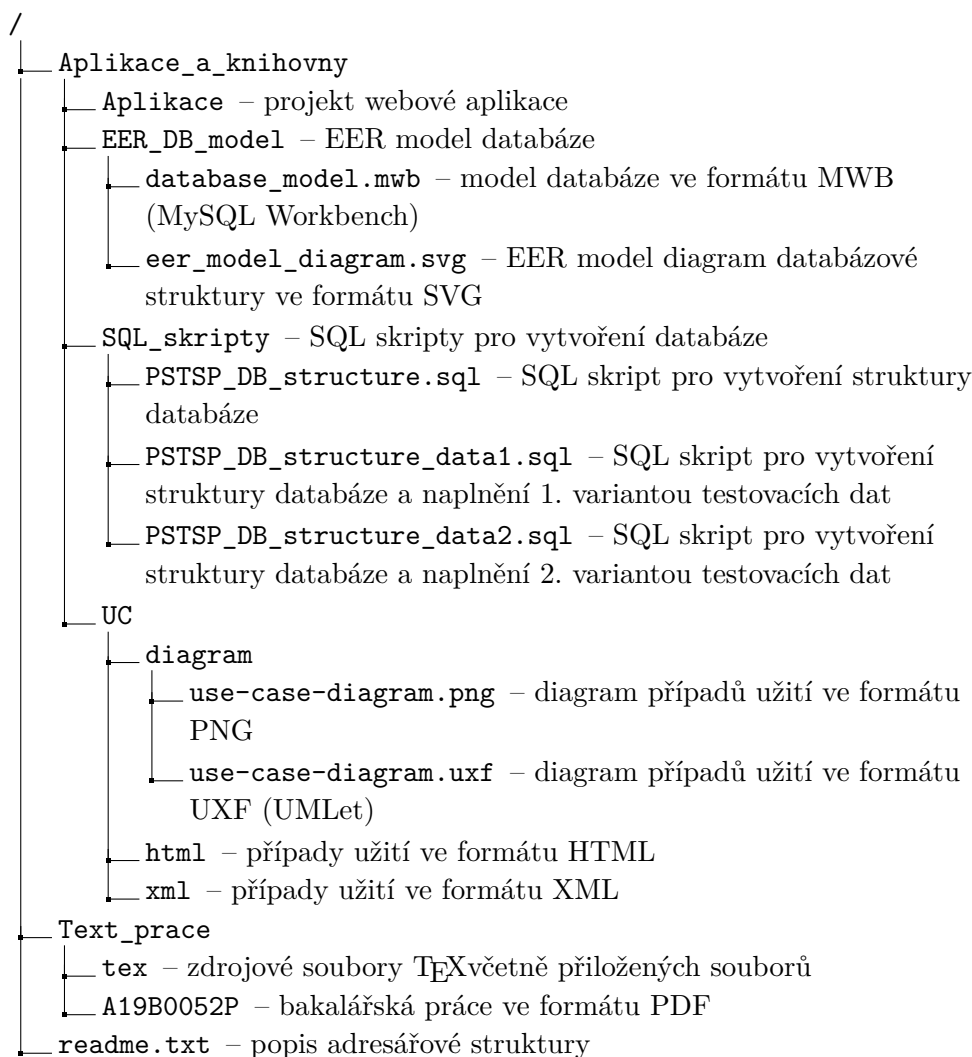 /
Aplikace_a_knihovny
Aplikace – projekt webové aplikace
EER_DB_model – EER model databáze
database_model.mwb – model databáze ve formátu MWB
(MySQL Workbench)
eer_model_diagram.svg – EER model diagram databázové
struktury ve formátu SVG
SQL_skripty – SQL skripty pro vytvoření databáze
PSTSP_DB_structure.sql – SQL skript pro vytvoření struktury
databáze
PSTSP_DB_structure_data1.sql – SQL skript pro vytvoření
struktury databáze a naplnění 1. variantou testovacích dat
PSTSP_DB_structure_data2.sql – SQL skript pro vytvoření
struktury databáze a naplnění 2. variantou testovacích dat
UC
diagram
use-case-diagram.png – diagram případů užití ve formátu
PNG
use-case-diagram.uxf – diagram případů užití ve formátu
UXF (UMLet)
html – případy užití ve formátu HTML
xml – případy užití ve formátu XML
Text_prace
tex – zdrojové soubory TEXvčetně přiložených souborů
A19B0052P – bakalářská práce ve formátu PDF
readme.txt – popis adresářové struktury